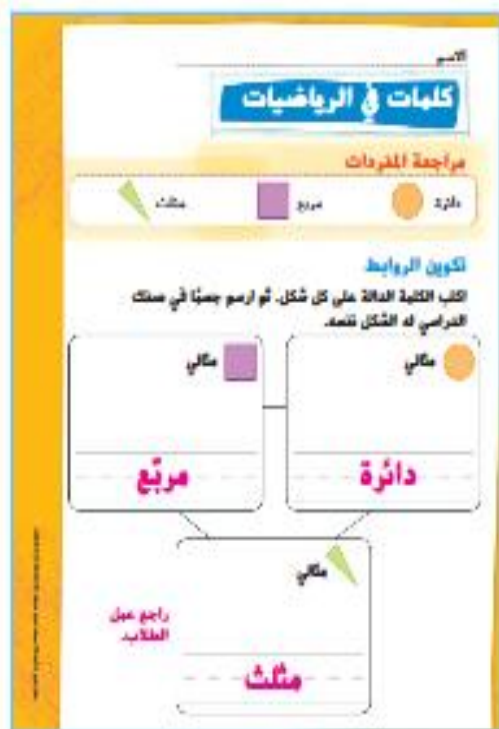 الاسم
كلمات في الرياضيات
مراجعة المفردات
دائرة مربع مثلث
تكوين الروابط
اكتب الكلمة الدالة على كل شكل. ثم ارسم جسمًا في صفك
الدراسي له الشكل نفسه.
مثالي
دائرة
مثالي
مربّع
مثالي
راجع عمل
الطلاب.
مثلث